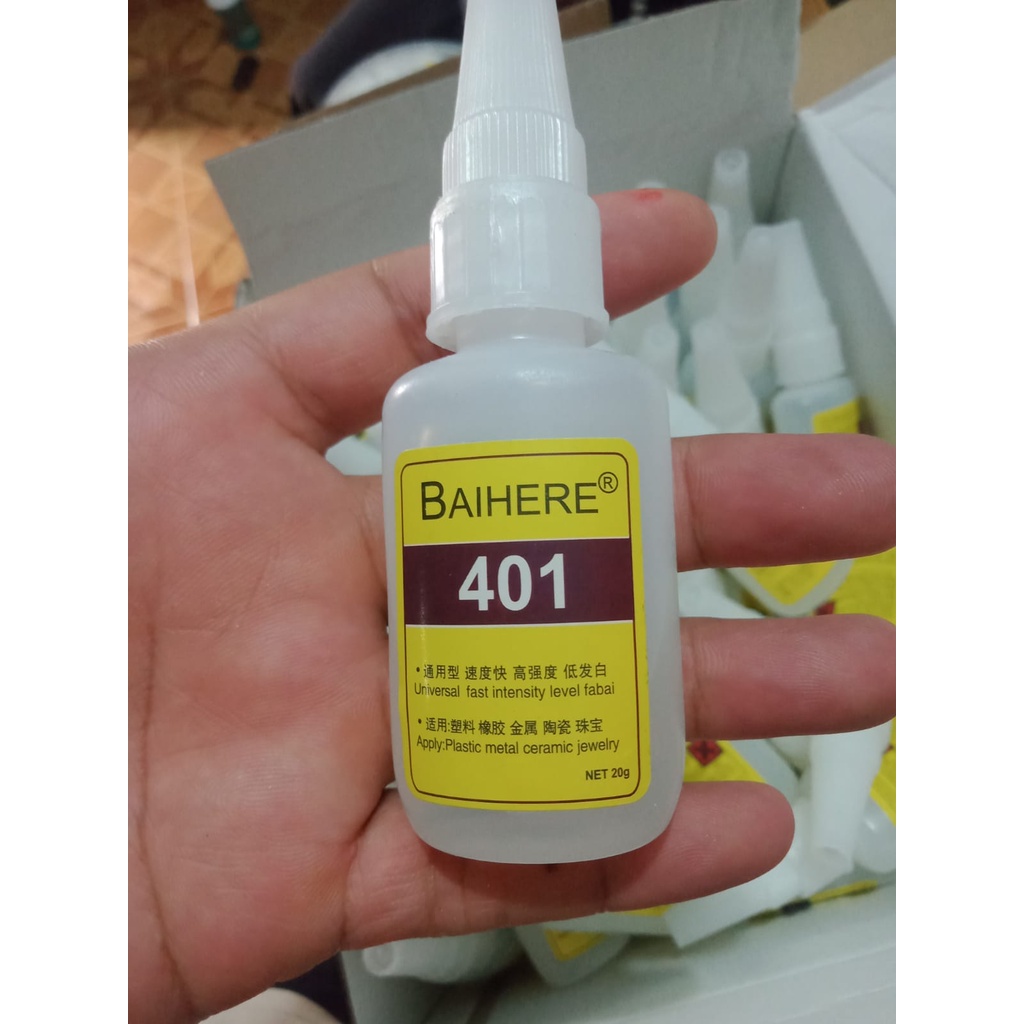 BAIHERE®
401
• 通用型 速度快 高强度 低发白
Universal fast intensity level fabai
• 适用:塑料 橡胶 金属 陶瓷 珠宝
Apply:Plastic metal ceramic jewelry
NET 20g